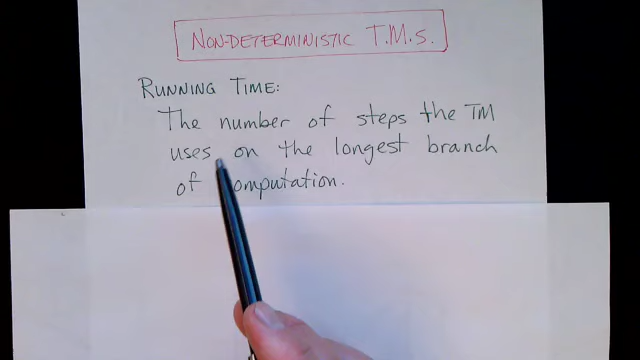 NON-DETERMINISTIC T.M.s.
RUNNING TIME:
The number of steps the TM
uses on the longest branch
of computation.